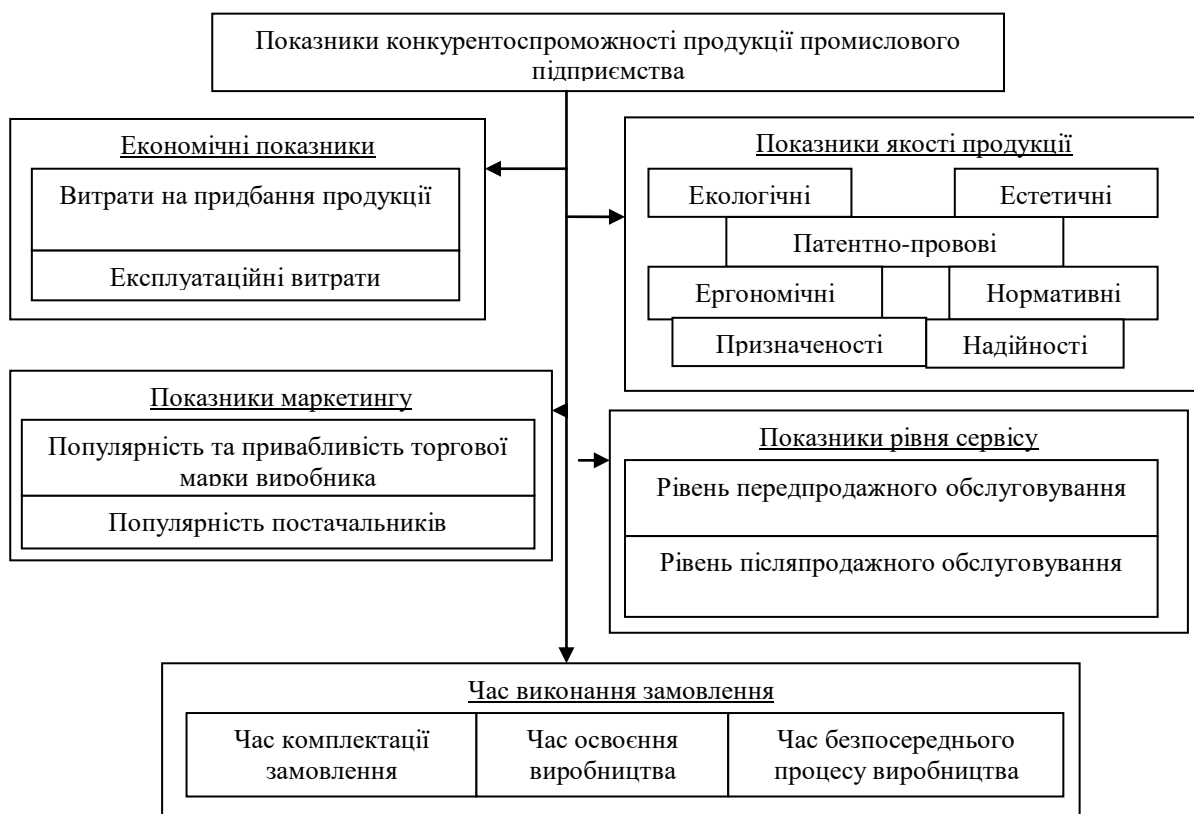 Показники конкурентоспроможності продукції промислового
підприємства
Економічні показники
Витрати на придбання продукції
Експлуатаційні витрати
Показники якості продукції
Екологічні
Естетичні
Патентно-провові
Ергономічні
Нормативні
Призначеності
Надійності
Показники маркетингу
Популярність та привабливість торгової
марки виробника
Популярність постачальників
Показники рівня сервісу
Рівень передпродажного обслуговування
Рівень післяпродажного обслуговування
Час виконання замовлення
Час комплектації
замовлення
Час освоєння
виробництва
Час безпосереднього
процесу виробництва